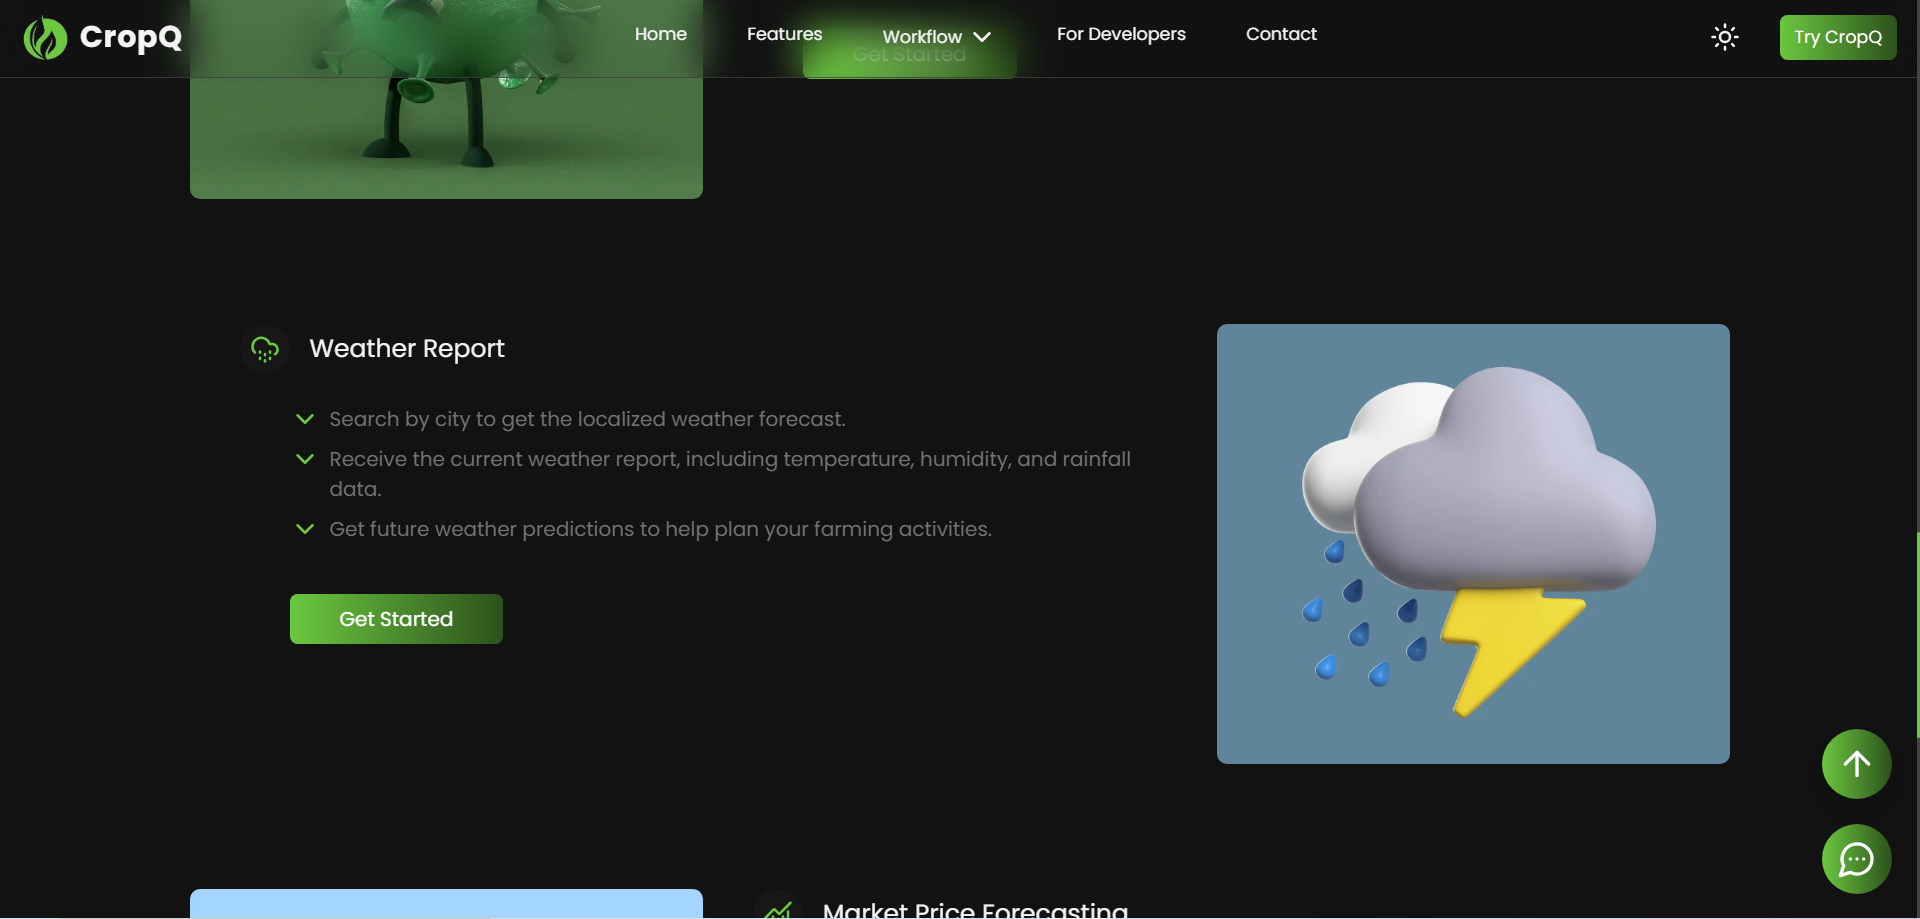 CropQ
Home
Features
Workflow
For Developers
Contact
Try CropQ
Get Started
Weather Report
Search by city to get the localized weather forecast.
Receive the current weather report, including temperature, humidity, and rainfall
data.
Get future weather predictions to help plan your farming activities.
Get Started
Market Price Forecasting